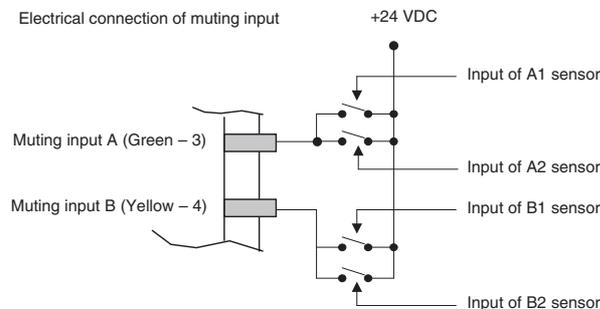 Electrical connection of muting input
+24 VDC
Input of A1 sensor
Muting input A (Green – 3)
Input of A2 sensor
Muting input B (Yellow – 4)
Input of B1 sensor
Input of B2 sensor